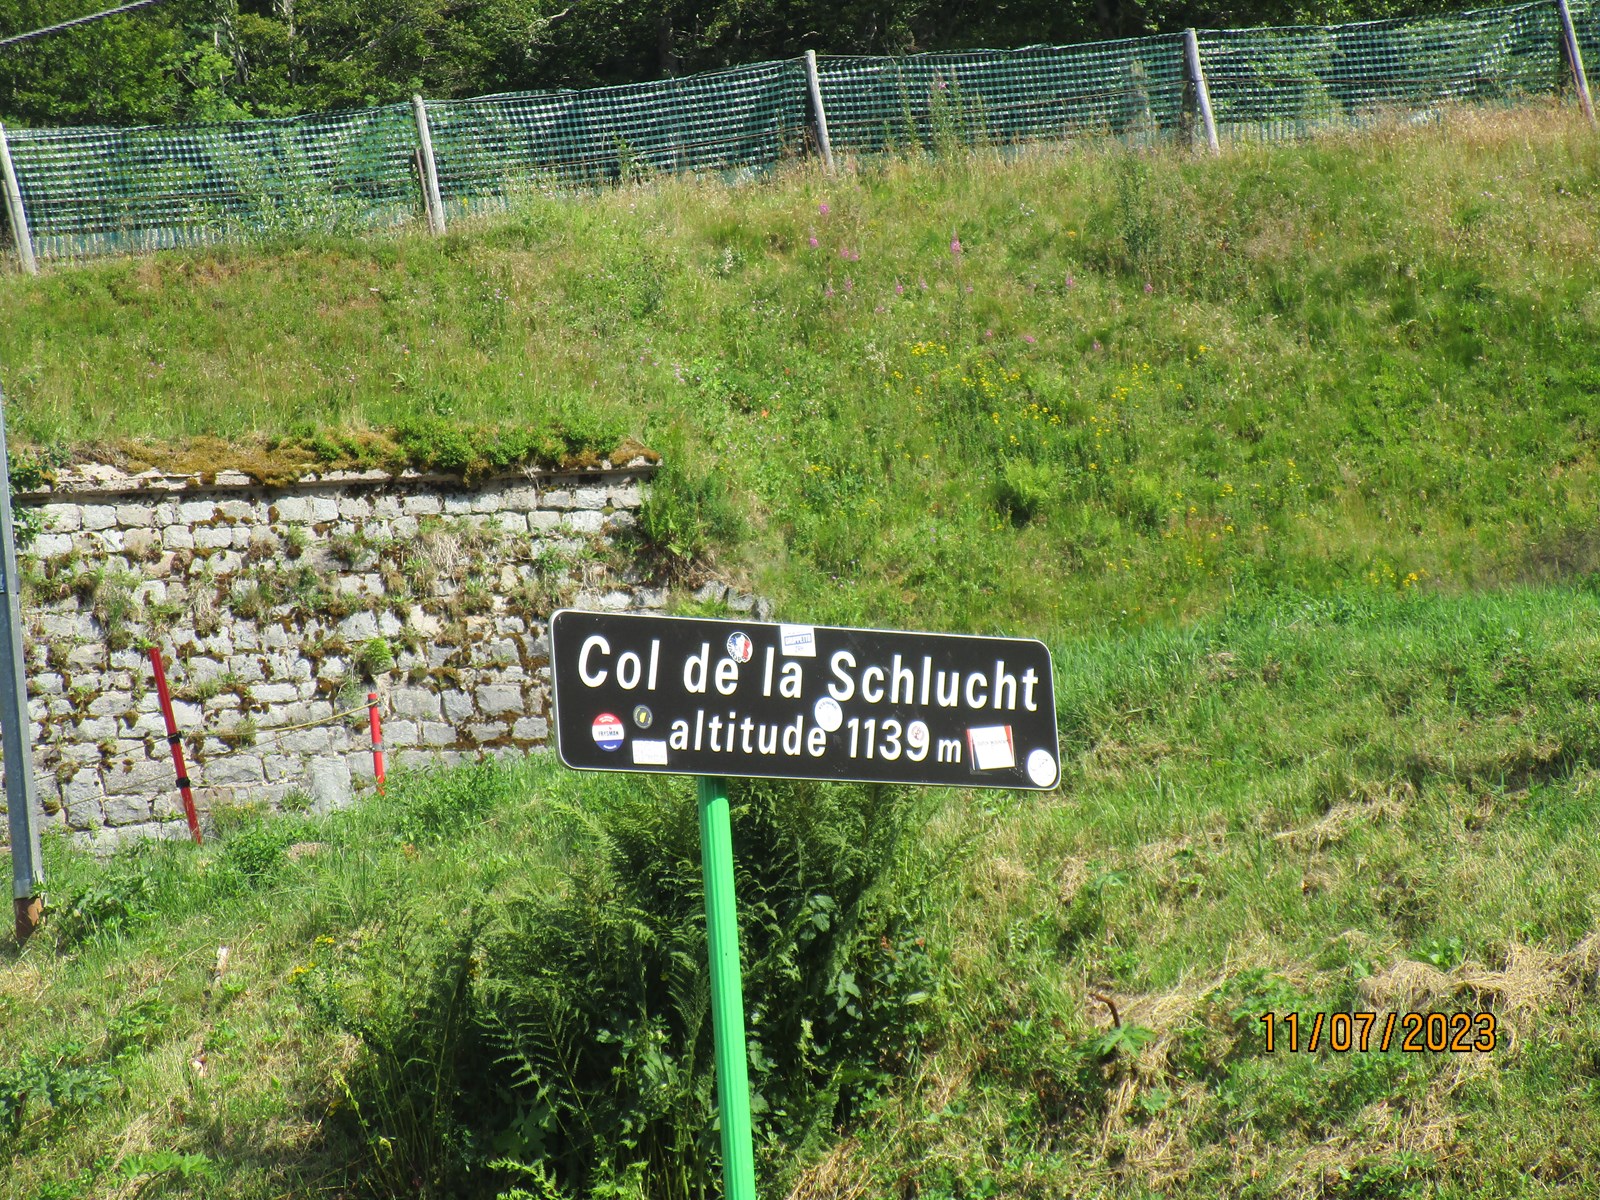 Col de la Schlucht
altitude 1139 m
11/07/2023